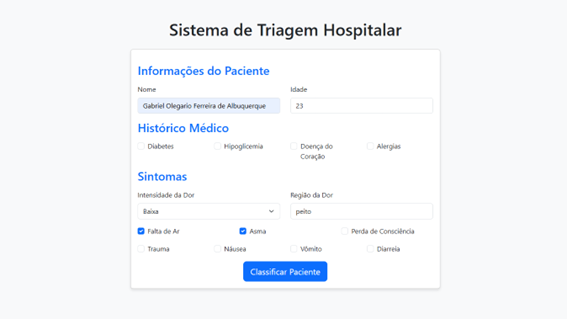 Sistema de Triagem Hospitalar
Informações do Paciente
Nome Idade
Gabriel Olegario Ferreira de Albuquerque 23
Histórico Médico
Diabetes Hipoglicemia Doença do Coração Alergias
Sintomas
Intensidade da Dor Região da Dor
Baixa peito
Falta de Ar Asma Perda de Consciência
Trauma Náusea Vômito Diarreia
Classificar Paciente